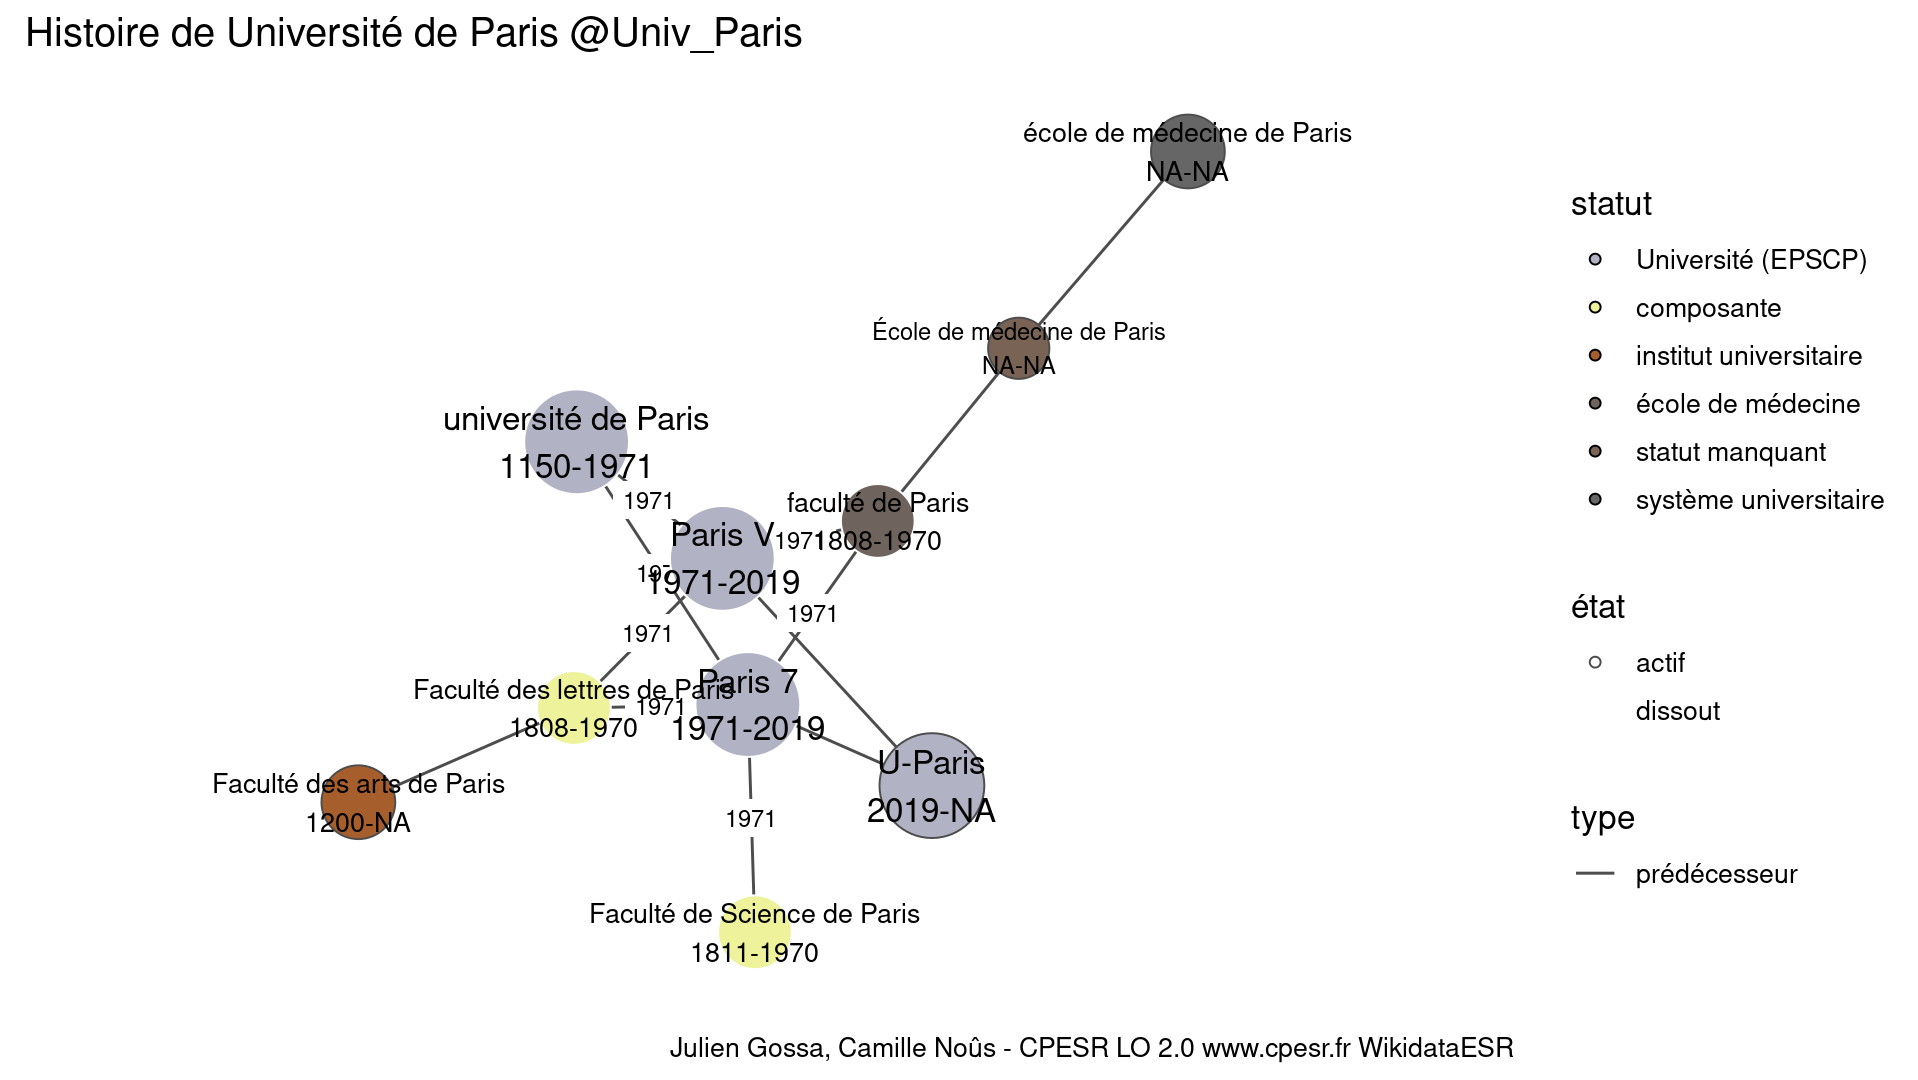 Histoire de Université de Paris @Univ_Paris
école de médecine de Paris
NA-NA
École de médecine de Paris
NA-NA
université de Paris
1150-1971
1971
faculté de Paris
1808-1970
1971
Paris V
1971-2019
1971
1971
Faculté des lettres de Paris
1808-1970
1971
Paris 7
1971-2019
U-Paris
2019-NA
Faculté des arts de Paris
1200-NA
1971
Faculté de Science de Paris
1811-1970
statut
Université (EPSCP)
composante
institut universitaire
école de médecine
statut manquant
système universitaire
état
actif
dissout
type
prédécesseur
Julien Gossa, Camille Noûs - CPESR LO 2.0 www.cpesr.fr WikidataESR